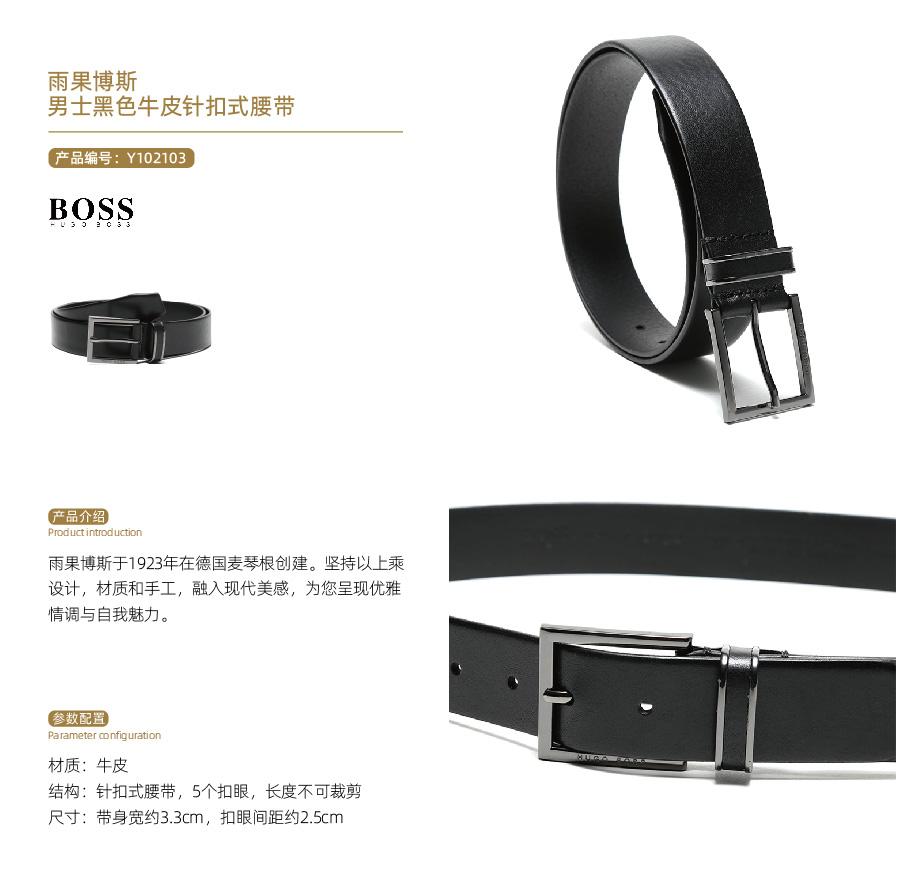 雨果博斯
男士黑色牛皮针扣式腰带
产品编号：Y102103
BOSS
HUGO BOSS
产品介绍
Product introduction
雨果博斯于1923年在德国麦琴根创建。坚持以上乘
设计，材质和手工，融入现代美感，为您呈现优雅
情调与自我魅力。
HUGO BOSS
参数配置
Parameter configuration
材质：牛皮
结构：针扣式腰带，5个扣眼，长度不可裁剪
尺寸：带身宽约3.3cm，扣眼间距约2.5cm